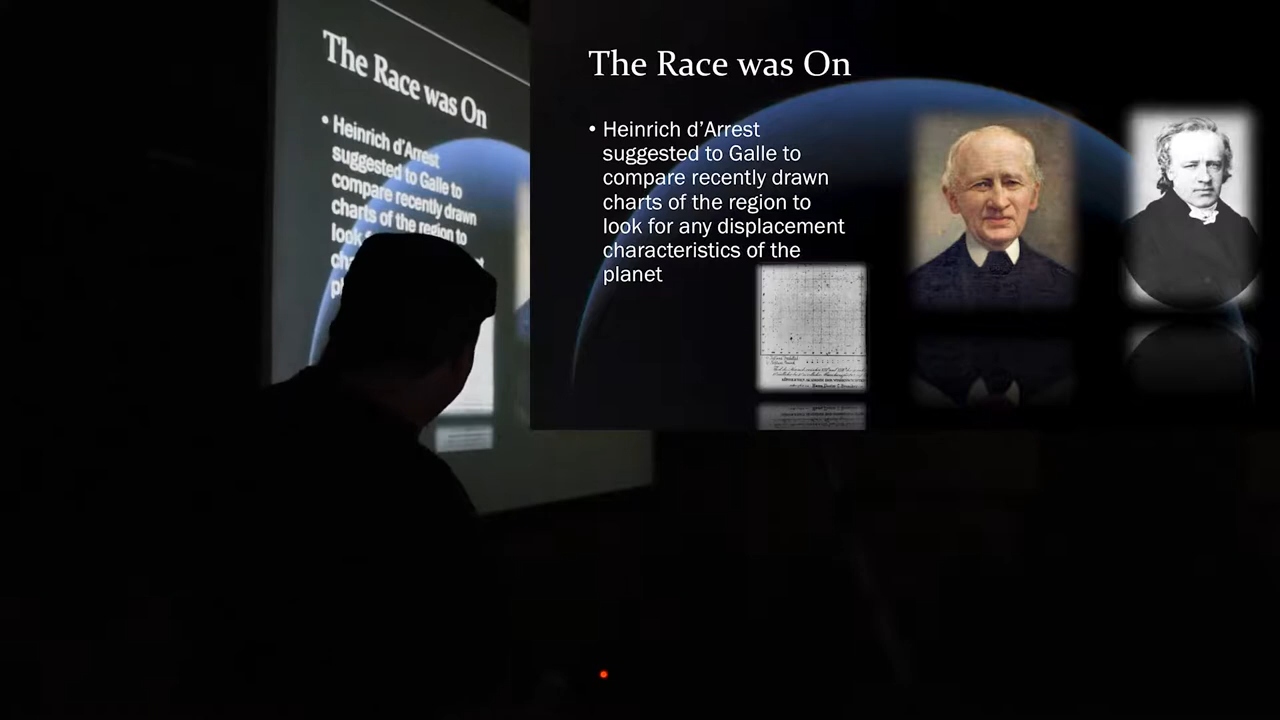 The Race was On
• Heinrich d'Arrest
suggested to Galle to
compare recently drawn
charts of the region to
look
The Race was On
• Heinrich d'Arrest
suggested to Galle to
compare recently drawn
charts of the region to
look for any displacement
characteristics of the
planet